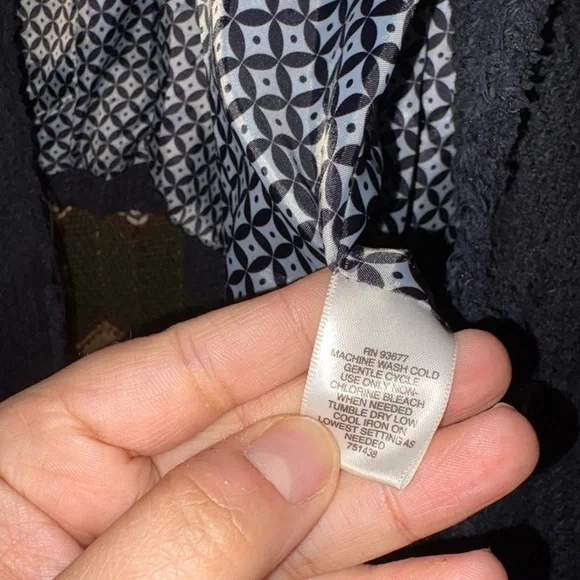 RN 93677
MACHINE WASH COLD
GENTLE CYCLE
USE ONLY NON-
CHLORINE BLEACH
WHEN NEEDED
TUMBLE DRY LOW
COOL IRON ON
LOWEST SETTING AS
NEEDED
751438